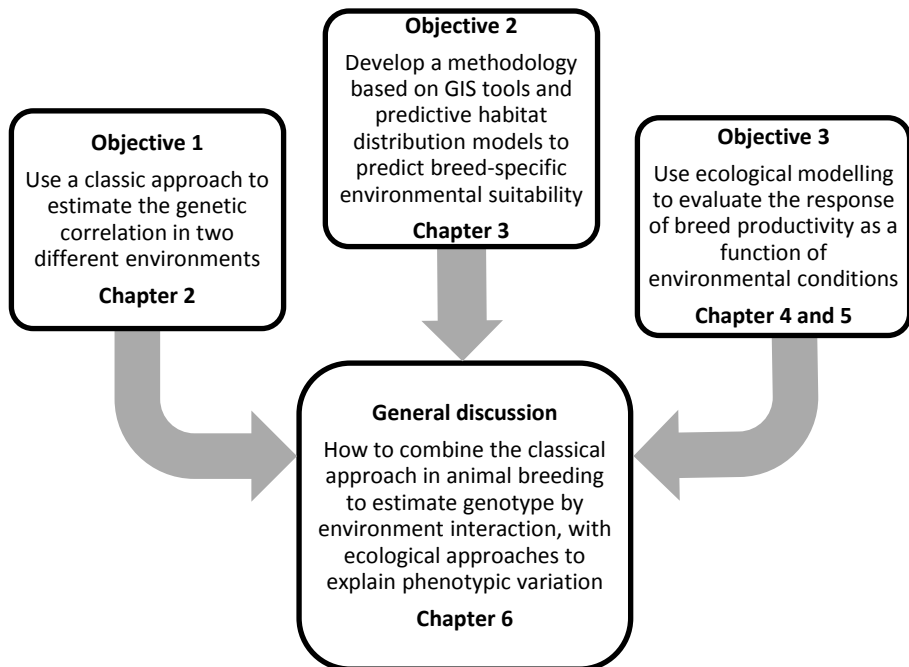 Objective 1
Use a classic approach to
estimate the genetic
correlation in two
different environments
Chapter 2
Objective 2
Develop a methodology
based on GIS tools and
predictive habitat
distribution models to
predict breed-specific
environmental suitability
Chapter 3
Objective 3
Use ecological modelling
to evaluate the response
of breed productivity as a
function of
environmental conditions
Chapter 4 and 5
General discussion
How to combine the classical
approach in animal breeding
to estimate genotype by
environment interaction, with
ecological approaches to
explain phenotypic variation
Chapter 6